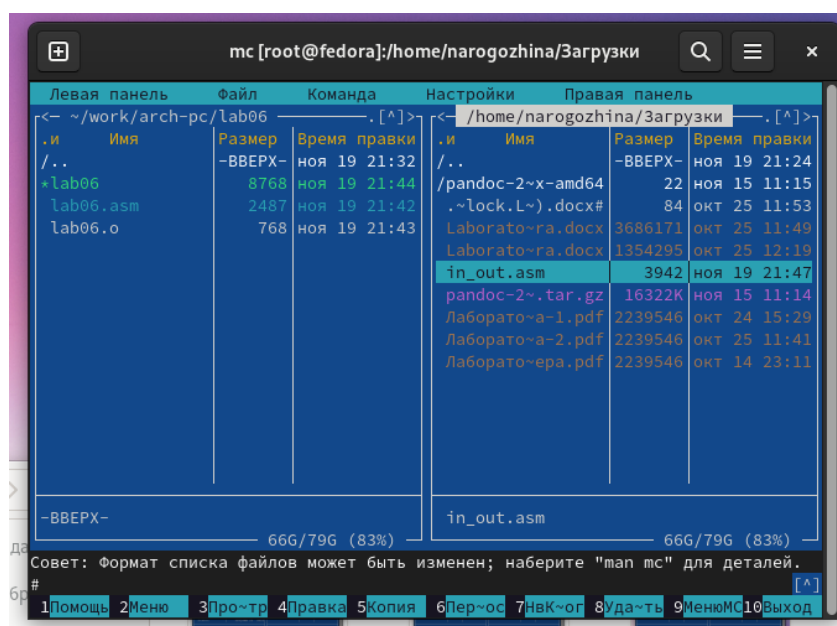 mc [root@fedora]:/home/narogozhina/Загрузки
Левая панель Файл Команда Настройки Правая панель
<— ~/work/arch-pc/lab06 .[^]> <— /home/narogozhina/Загрузки .[^]>
.и Имя Размер Время правки .и Имя Размер Время правки
/.. -ВВЕРХ- ноя 19 21:32 /.. -ВВЕРХ- ноя 19 21:24
*lab06 8768 ноя 19 21:44 /pandoc-2~x-amd64 22 ноя 15 11:15
lab06.asm 2487 ноя 19 21:42 .~lock.L~).docx# 84 окт 25 11:53
lab06.o 768 ноя 19 21:43 Laborato~ra.docx 3686171 окт 25 11:49
Laborato~ra.docx 1354295 окт 25 12:19
in_out.asm 3942 ноя 19 21:47
pandoc-2~.tar.gz 16322K ноя 15 11:14
Лаборато~а-1.pdf 2239546 окт 24 15:29
Лаборато~а-2.pdf 2239546 окт 25 11:41
Лаборато~ера.pdf 2239546 окт 14 23:11
-ВВЕРХ- in_out.asm
66G/79G (83%) 66G/79G (83%)
Совет: Формат списка файлов может быть изменен; наберите "man mc" для деталей.
# [^]
1Помощь 2Меню 3Про~тр 4Правка 5Копия 6Пер~ос 7НвК~ог 8Уда~ть 9МенюMC 10Выход